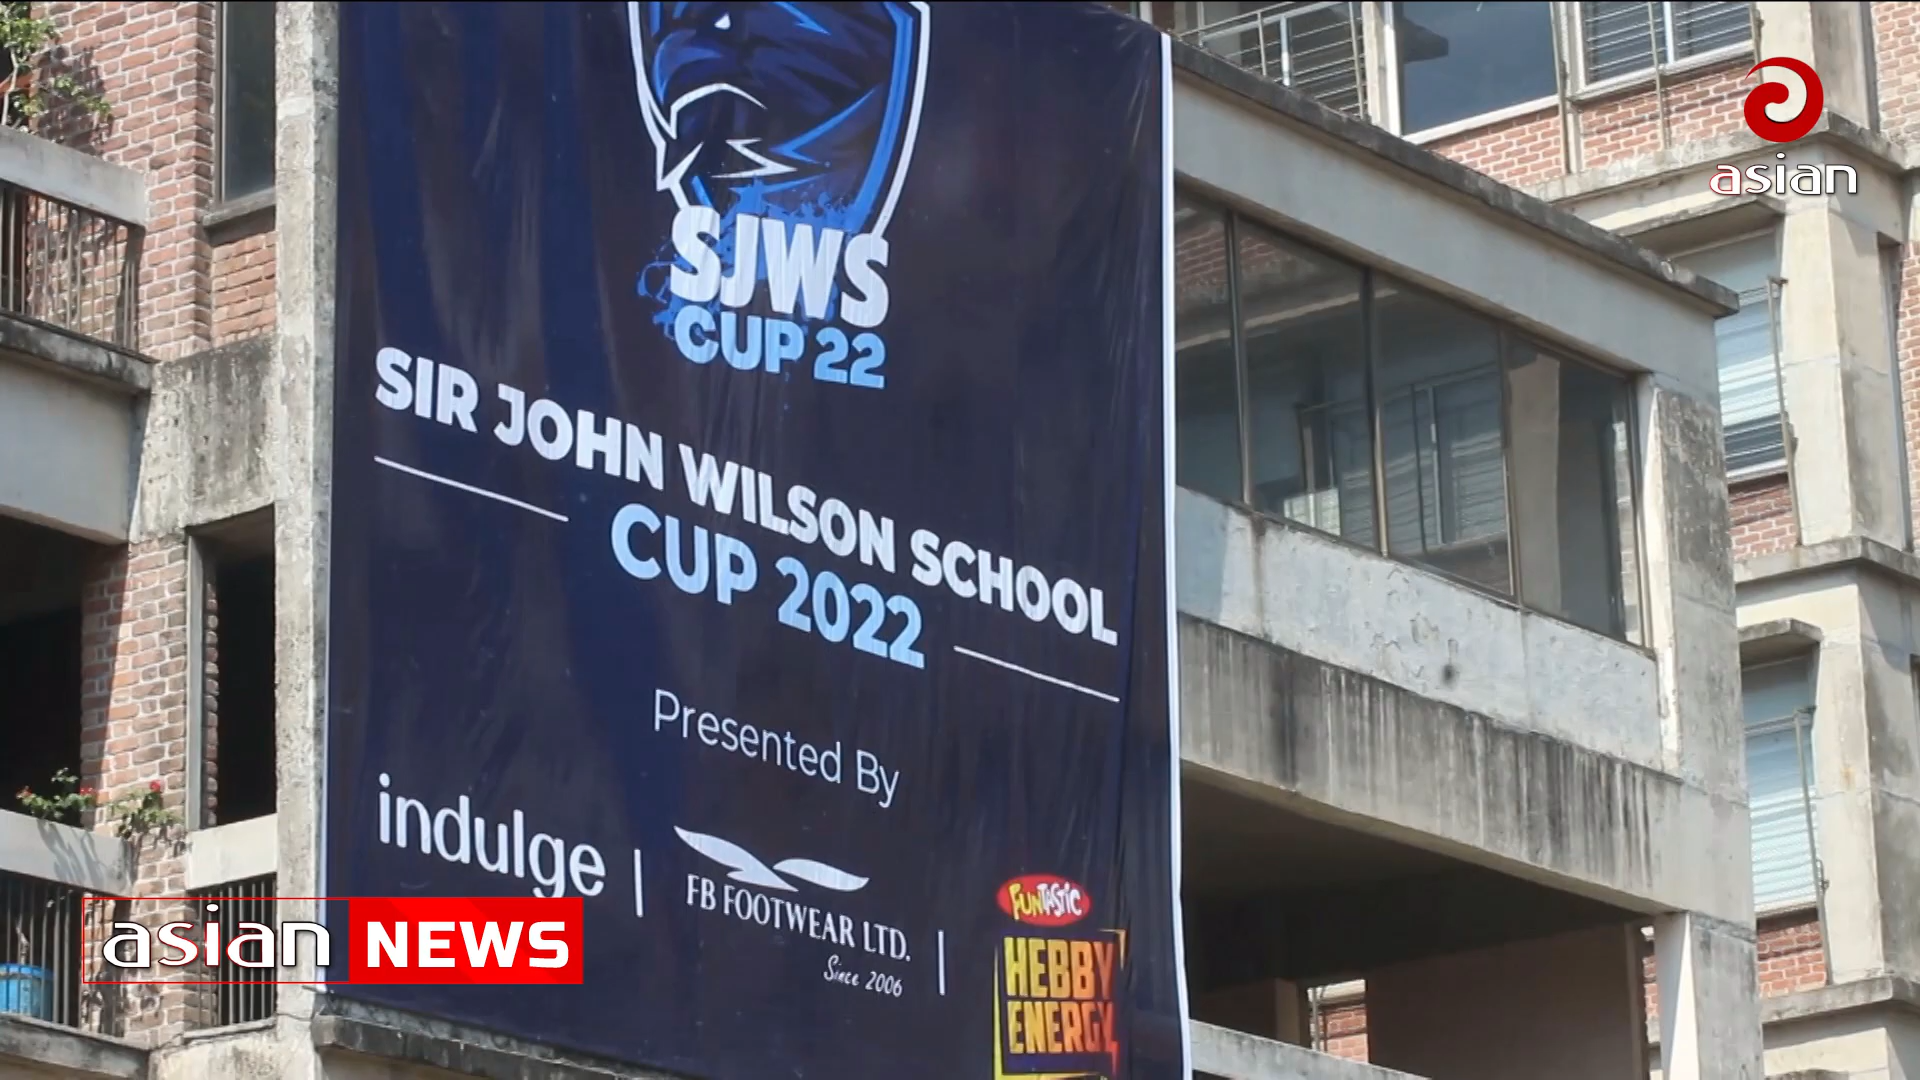 asian
SJWS
CUP 22
SIR JOHN WILSON SCHOOL
CUP 2022
Presented By
indulge
FB FOOTWEAR LTD.
Since 2006
FUNTASTIC
HEBBY
ENERGY
asian NEWS